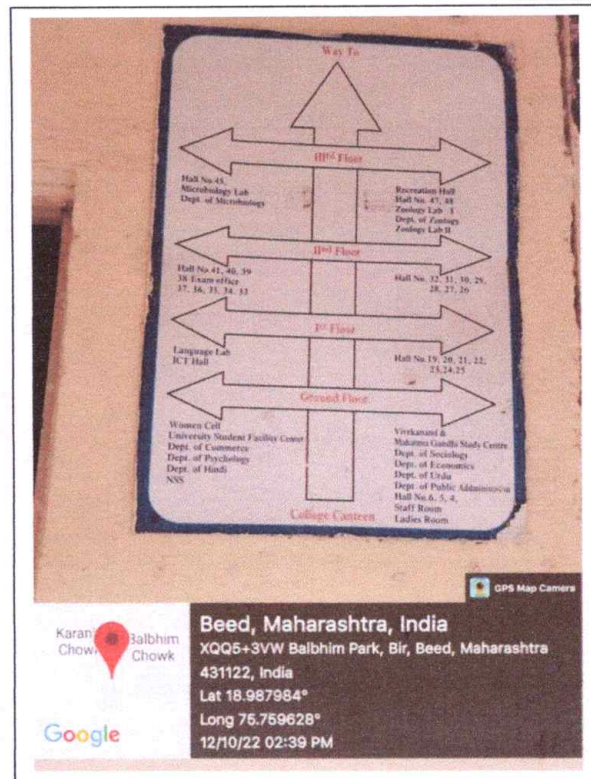 Way To
IIIrd Floor
Hall No.45,
Microbiology Lab
Dept. of Microbiology
Recreation Hall
Hall No. 47, 48
Zoology Lab I
Dept. of Zoology
Zoology Lab II
IInd Floor
Hall No.41, 40, 39
38 Exam office
37, 36, 35, 34, 33
Hall No. 32, 31, 30, 29,
28, 27, 26
Ist Floor
Language Lab
ICT Hall
Hall No.19, 20, 21, 22,
23,24,25
Ground Floor
Women Cell
University Student Facility Center
Dept. of Commerce
Dept. of Psychology
Dept. of Hindi
NSS
Vivekanand &
Mahatma Gandhi Study Centre
Dept. of Sociology
Dept. of Economics
Dept. of Urdu
Dept. of Public Administration
Hall No.6, 5, 4,
Staff Room
Ladies Room
College Canteen
GPS Map Camera
Balbhim
Chowk
Google
Beed, Maharashtra, India
XQQ5+3VW Balbhim Park, Bir, Beed, Maharashtra
431122, India
Lat 18.987984°
Long 75.759628°
12/10/22 02:39 PM